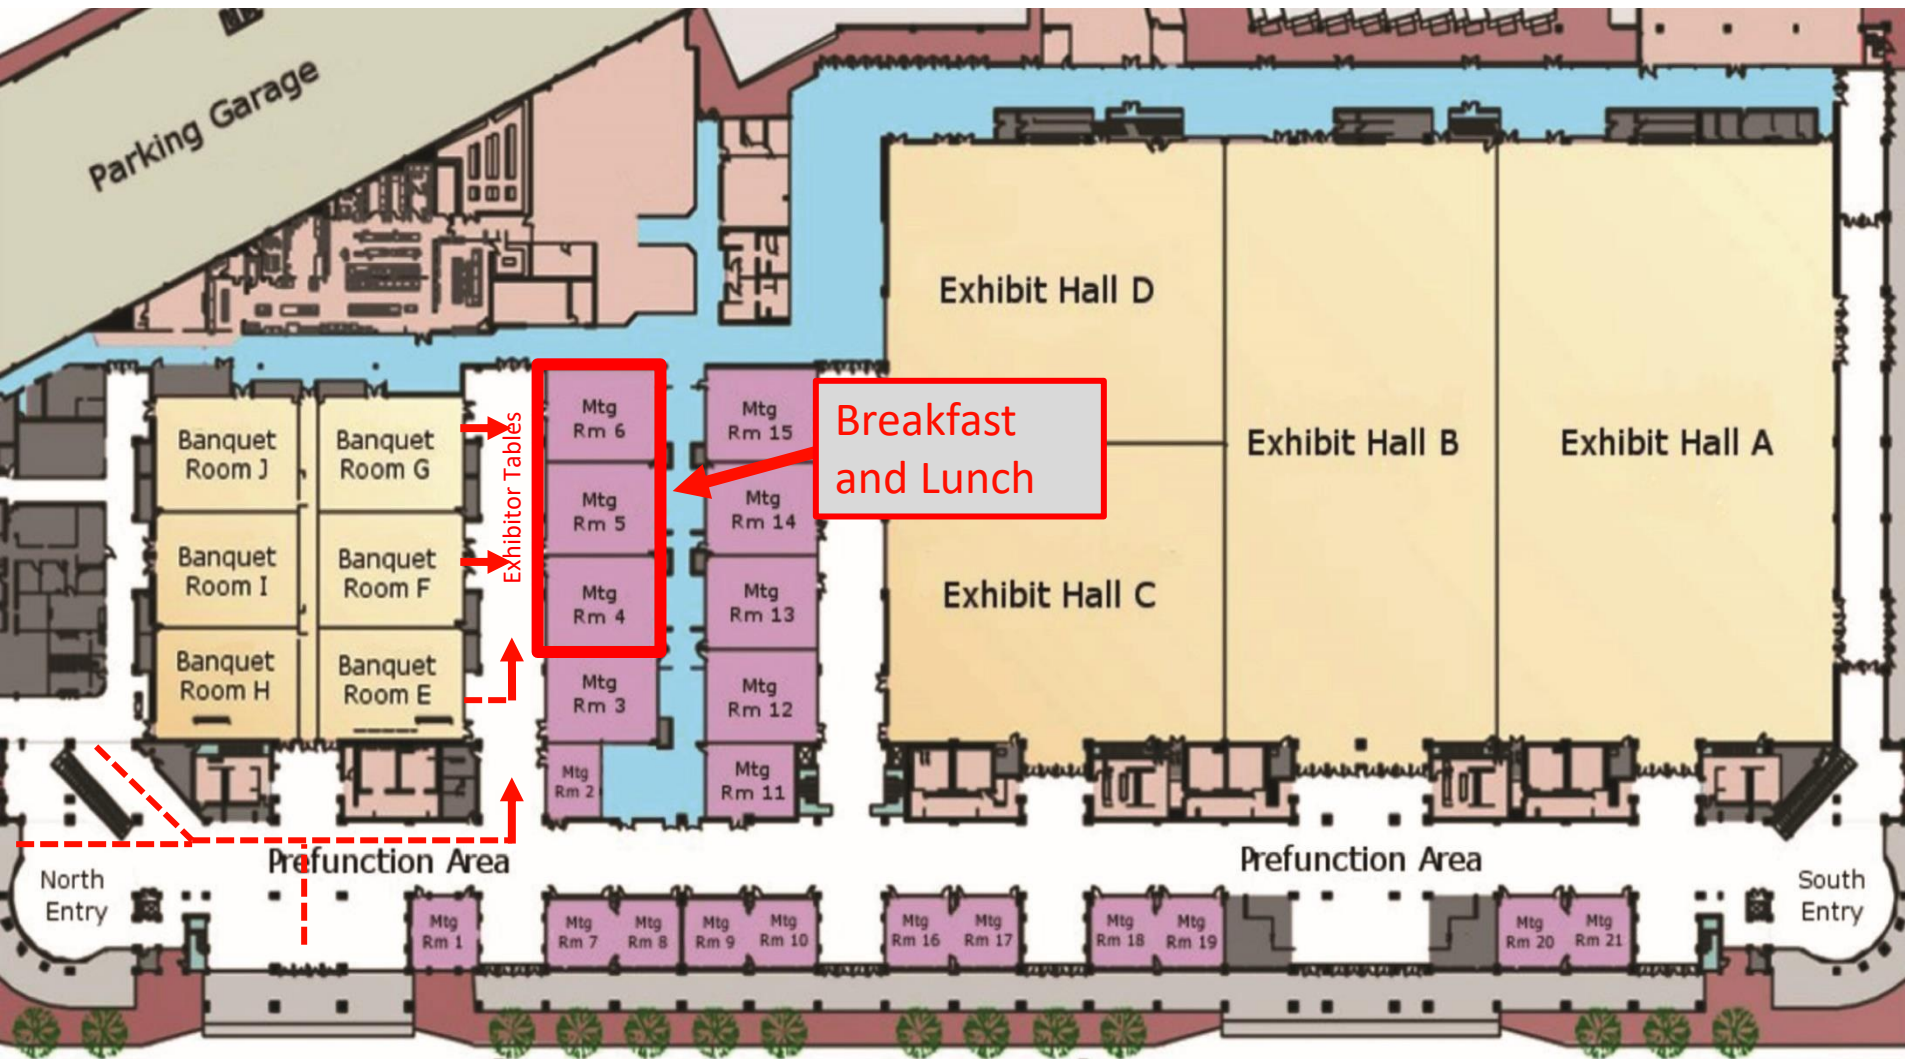 Parking Garage
Exhibit Hall D
Exhibit Hall B
Exhibit Hall A
Exhibit Hall C
Breakfast
and Lunch
Banquet
Room J
Banquet
Room G
Banquet
Room I
Banquet
Room F
Banquet
Room H
Banquet
Room E
Exhibitor Tables
Mtg
Rm 6
Mtg
Rm 5
Mtg
Rm 4
Mtg
Rm 3
Mtg
Rm 2
Mtg
Rm 15
Mtg
Rm 14
Mtg
Rm 13
Mtg
Rm 12
Mtg
Rm 11
Prefunction Area
Prefunction Area
North
Entry
South
Entry
Mtg
Rm 1
Mtg
Rm 7
Mtg
Rm 8
Mtg
Rm 9
Mtg
Rm 10
Mtg
Rm 16
Mtg
Rm 17
Mtg
Rm 18
Mtg
Rm 19
Mtg
Rm 20
Mtg
Rm 21